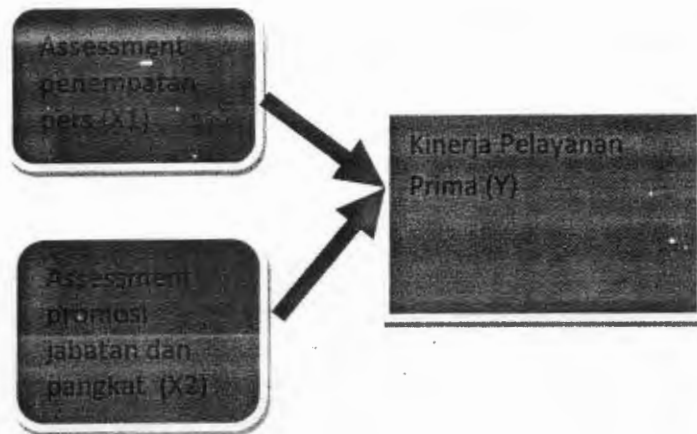 Assessment
penempatan
pers (X1)
Assessment
promosi
jabatan dan
pangkat (X2)
Kinerja Pelayanan
Prima (Y)